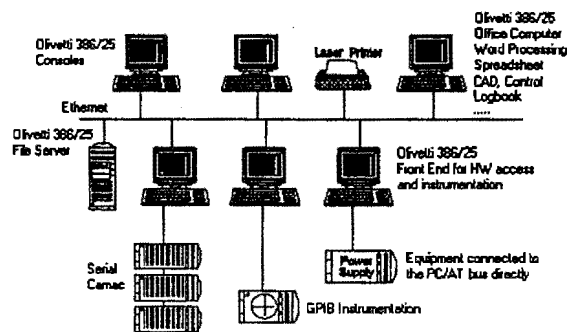 Olivetti 386/25
Consoles
Laser Printer
Olivetti 386/25
Office Computer
Word Processing
Spreadsheet
CAD, Control
Logbook
.....
Ethernet
Olivetti 386/25
File Server
Olivetti 386/25
Front End for HW access
and instrumentation
Serial
Camac
Power
Supply
Equipment connected to
the PC/AT bus directly
GPIB Instrumentation